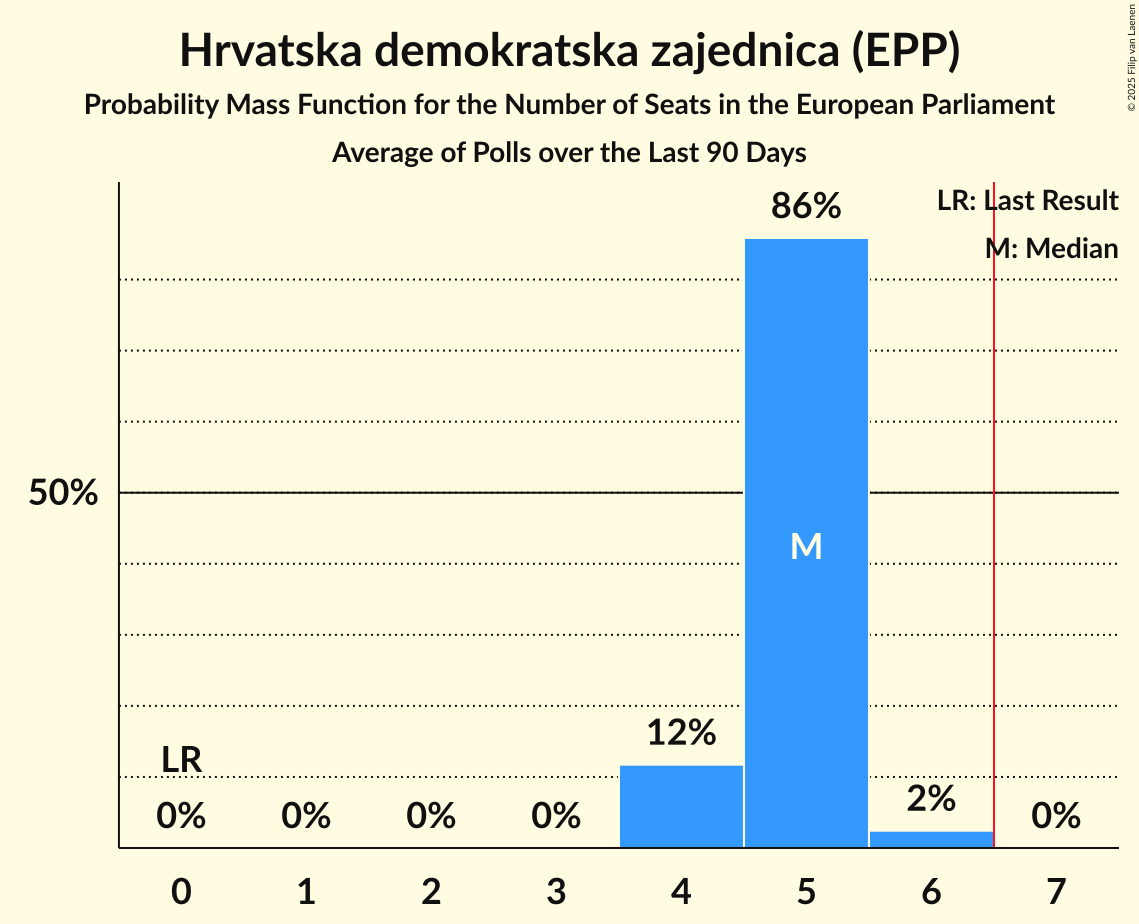 Hrvatska demokratska zajednica (EPP)
Probability Mass Function for the Number of Seats in the European Parliament
Average of Polls over the Last 90 Days
© 2025 Filip van Laenen
LR: Last Result
M: Median
86%
50%
M
12%
LR
2%
0% 0% 0% 0% 0%
0 1 2 3 4 5 6 7